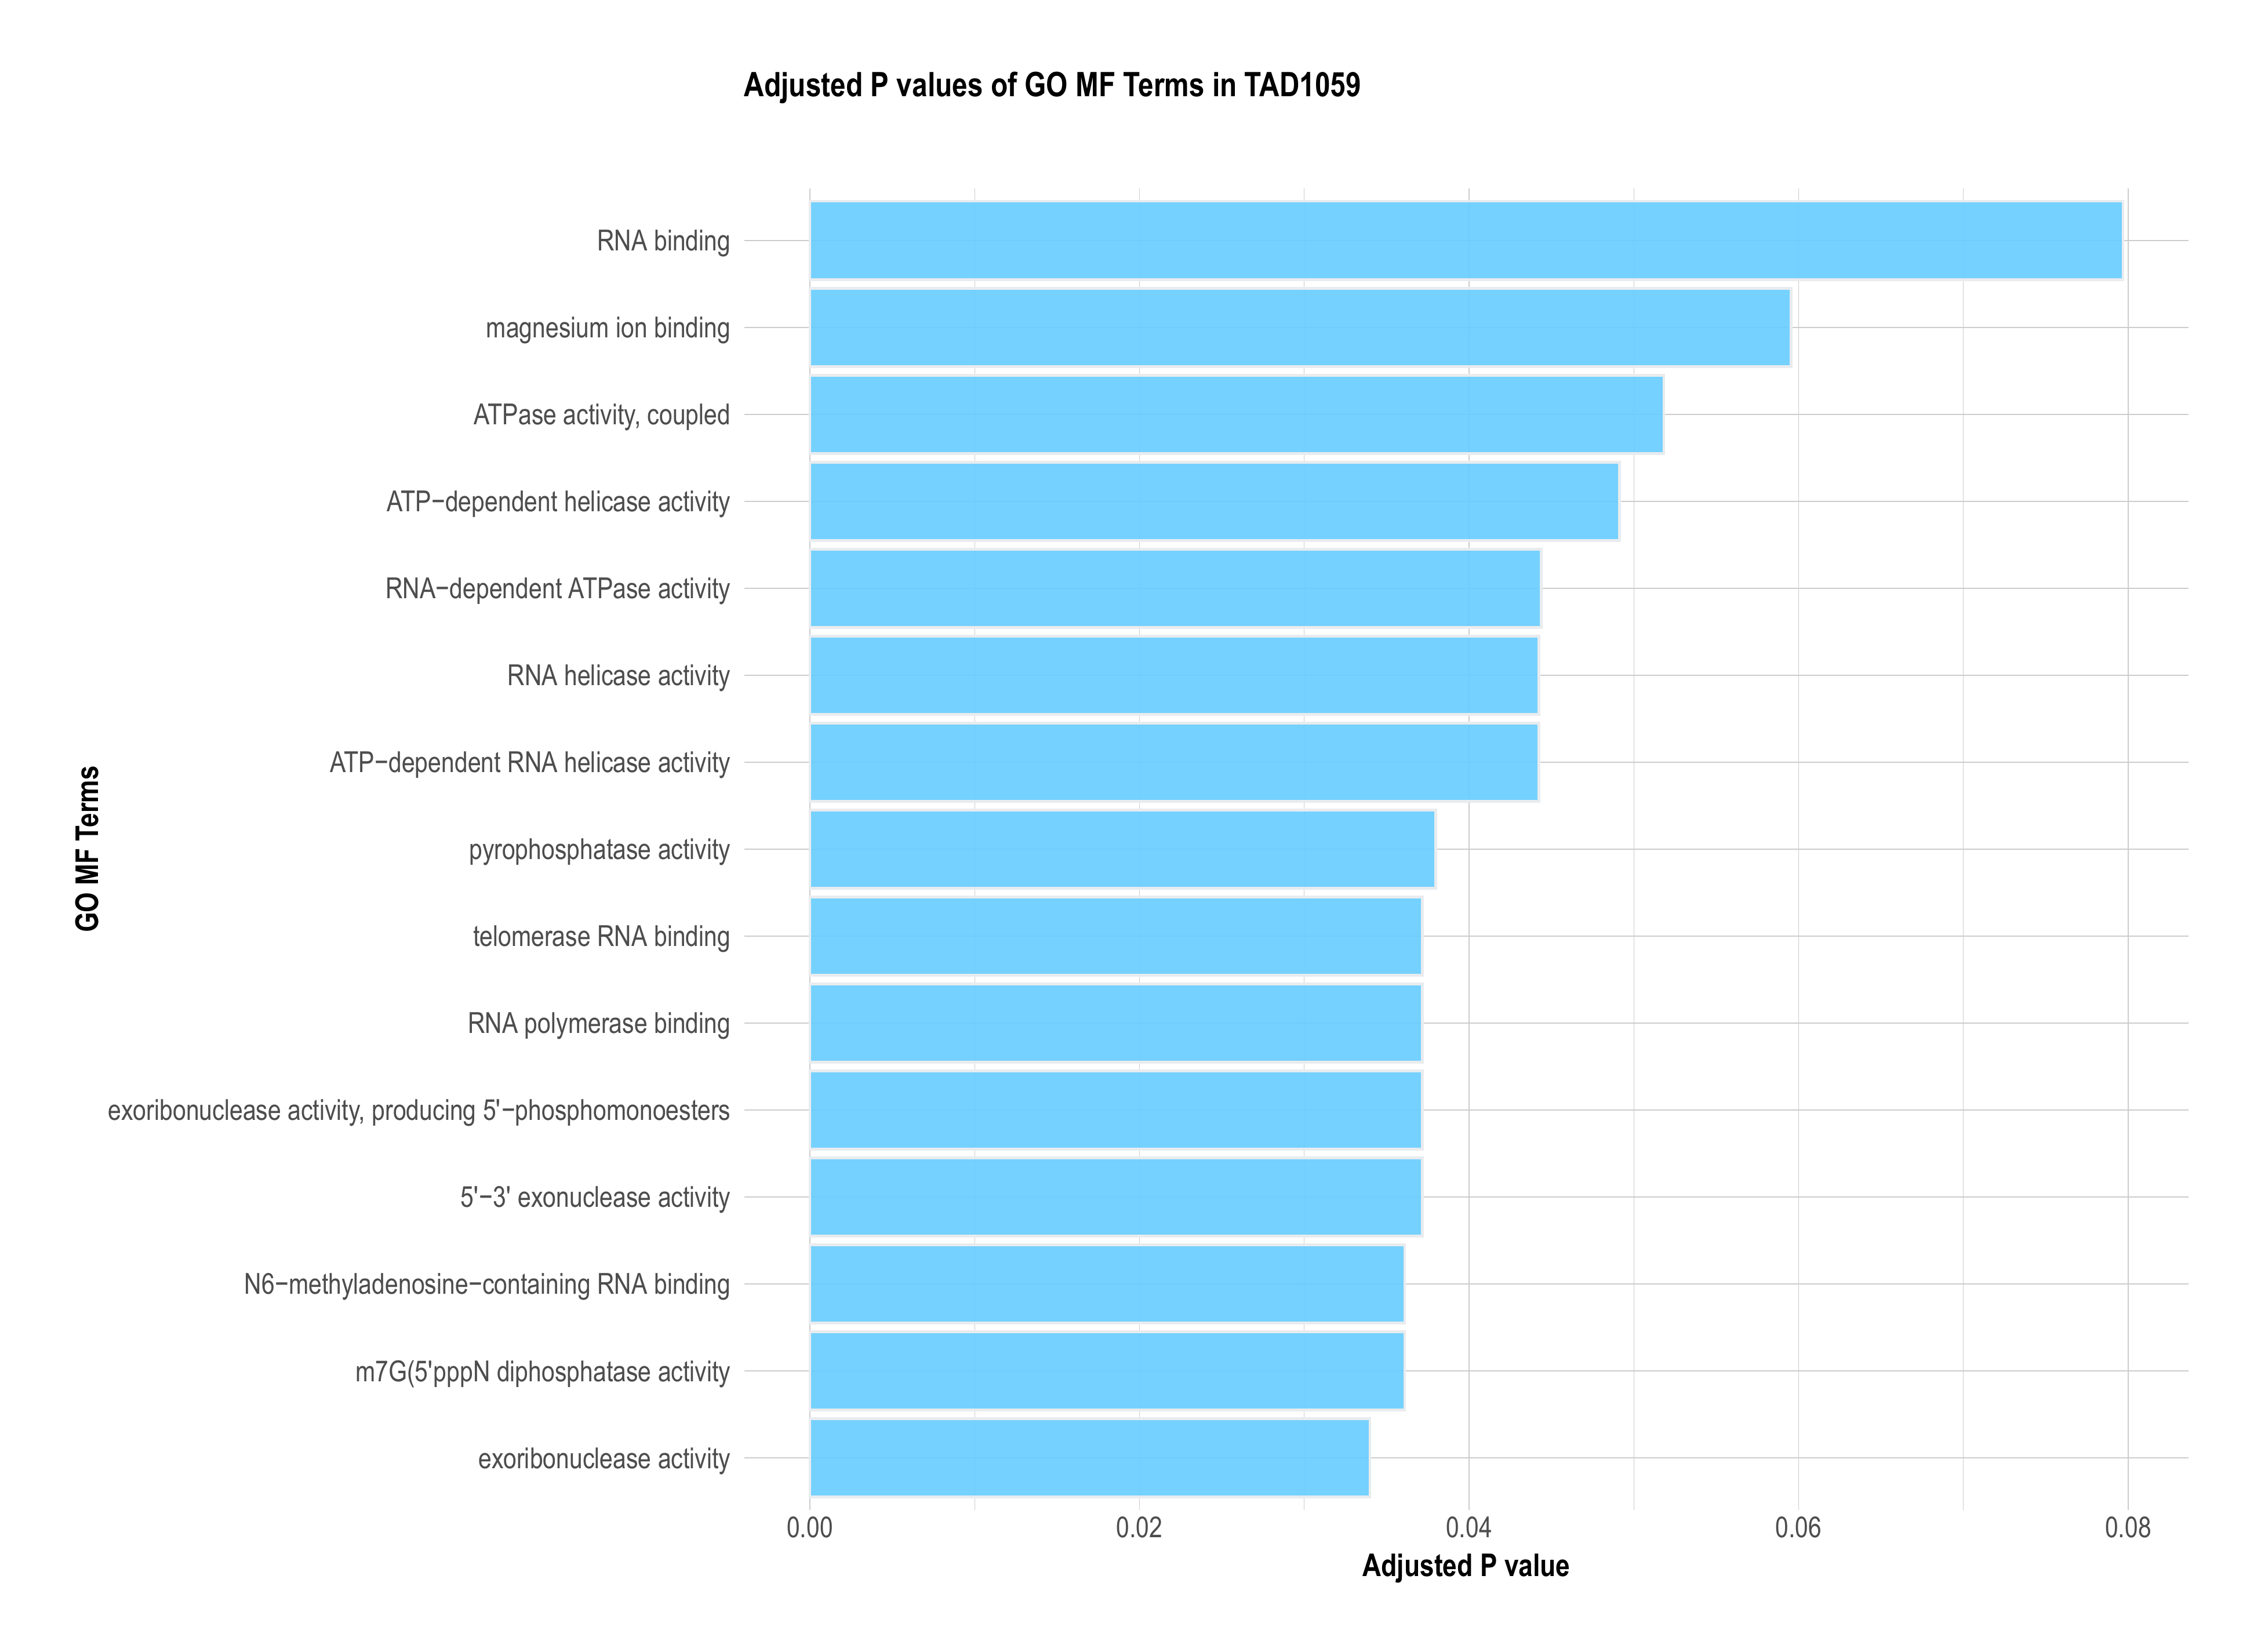 Adjusted P values of GO MF Terms in TAD1059
RNA binding
magnesium ion binding
ATPase activity, coupled
ATP−dependent helicase activity
RNA−dependent ATPase activity
RNA helicase activity
ATP−dependent RNA helicase activity
pyrophosphatase activity
telomerase RNA binding
RNA polymerase binding
exoribonuclease activity, producing 5'−phosphomonoesters
5'−3' exonuclease activity
N6−methyladenosine−containing RNA binding
m7G(5'pppN diphosphatase activity
exoribonuclease activity
GO MF Terms
0.00 0.02 0.04 0.06 0.08
Adjusted P value